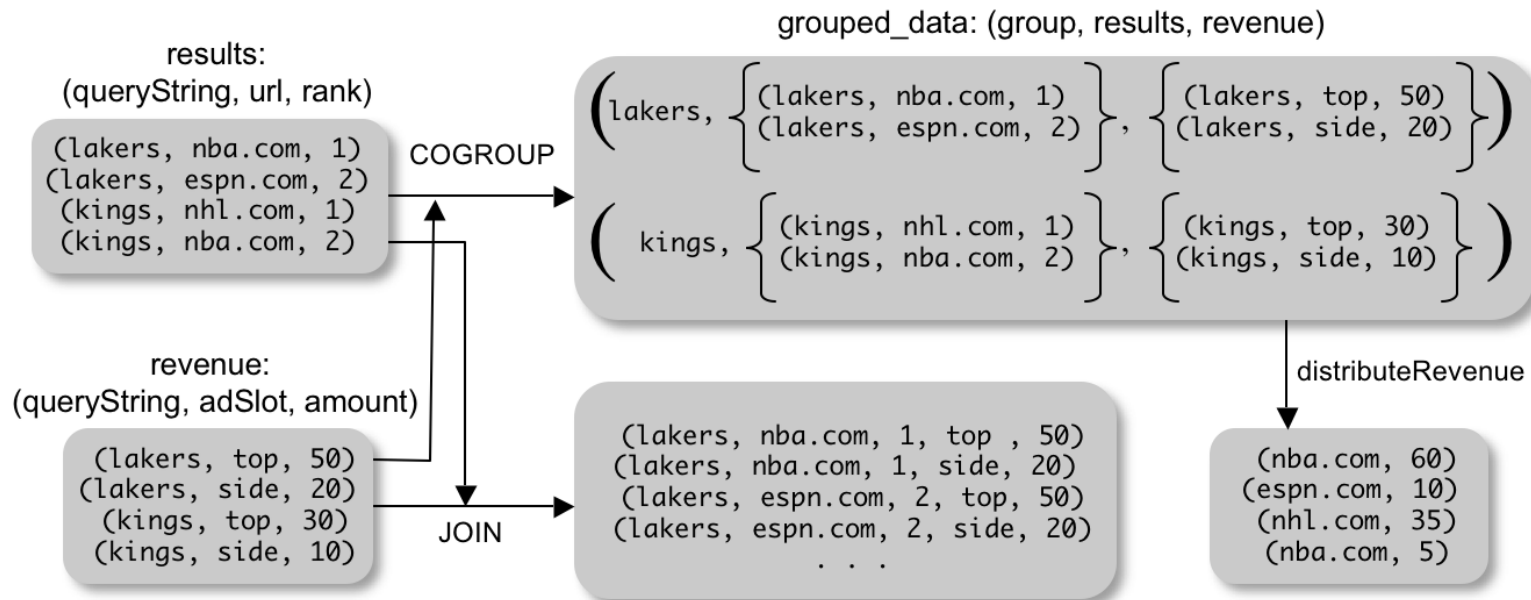 results:
(queryString, url, rank)
(lakers, nba.com, 1)
(lakers, espn.com, 2)
(kings, nhl.com, 1)
(kings, nba.com, 2)
COGROUP
grouped_data: (group, results, revenue)
(lakers, {(lakers, nba.com, 1)
(lakers, espn.com, 2)}, {(lakers, top, 50)
(lakers, side, 20)})
(kings, {(kings, nhl.com, 1)
(kings, nba.com, 2)}, {(kings, top, 30)
(kings, side, 10)})
revenue:
(queryString, adSlot, amount)
(lakers, top, 50)
(lakers, side, 20)
(kings, top, 30)
(kings, side, 10)
JOIN
(lakers, nba.com, 1, top , 50)
(lakers, nba.com, 1, side, 20)
(lakers, espn.com, 2, top, 50)
(lakers, espn.com, 2, side, 20)
. . .
distributeRevenue
(nba.com, 60)
(espn.com, 10)
(nhl.com, 35)
(nba.com, 5)